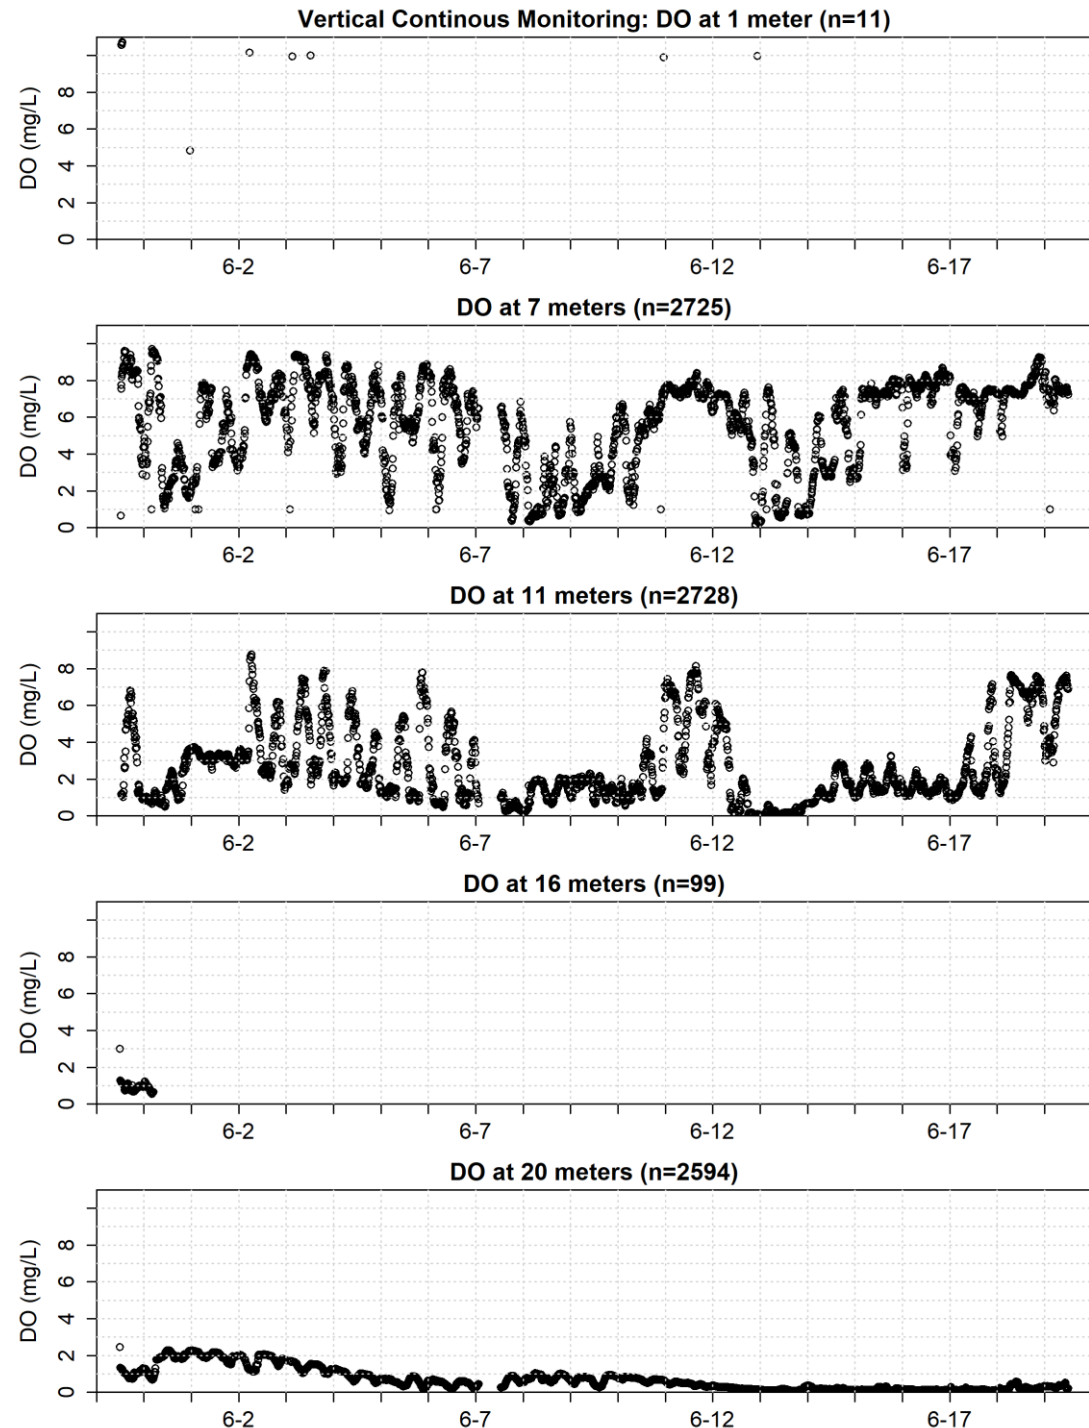 Vertical Continous Monitoring: DO at 1 meter (n=11)
DO (mg/L)
8
6
4
2
0
6-2 6-7 6-12 6-17
DO at 7 meters (n=2725)
DO (mg/L)
8
6
4
2
0
6-2 6-7 6-12 6-17
DO at 11 meters (n=2728)
DO (mg/L)
8
6
4
2
0
6-2 6-7 6-12 6-17
DO at 16 meters (n=99)
DO (mg/L)
8
6
4
2
0
6-2 6-7 6-12 6-17
DO at 20 meters (n=2594)
DO (mg/L)
8
6
4
2
0
6-2 6-7 6-12 6-17